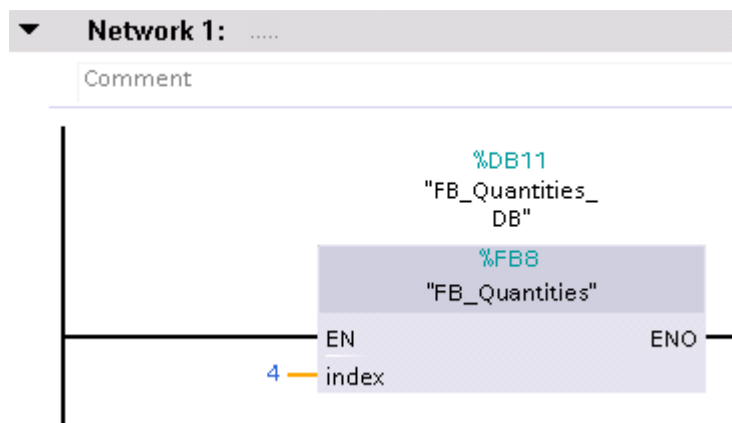 Network 1: .....
Comment
%DB11
"FB_Quantities_
DB"
%FB8
"FB_Quantities"
EN ENO
4 index